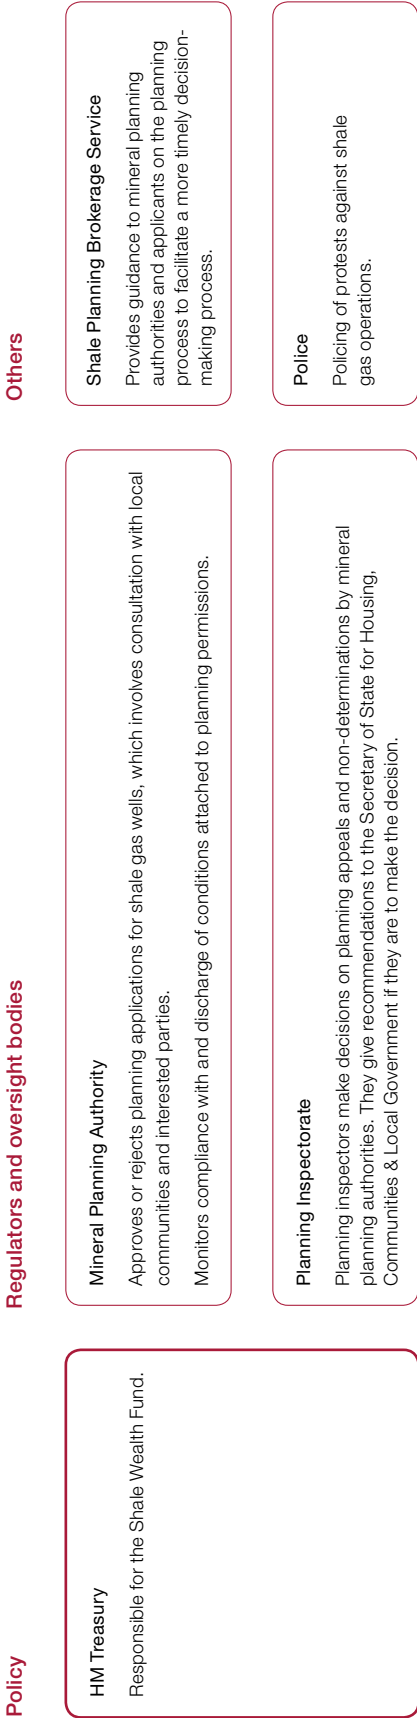 Policy
HM Treasury
Responsible for the Shale Wealth Fund.
Regulators and oversight bodies
Mineral Planning Authority
Approves or rejects planning applications for shale gas wells, which involves consultation with local
communities and interested parties.
Monitors compliance with and discharge of conditions attached to planning permissions.
Planning Inspectorate
Planning inspectors make decisions on planning appeals and non-determinations by mineral
planning authorities. They give recommendations to the Secretary of State for Housing,
Communities & Local Government if they are to make the decision.
Others
Shale Planning Brokerage Service
Provides guidance to mineral planning
authorities and applicants on the planning
process to facilitate a more timely decision-
making process.
Police
Policing of protests against shale
gas operations.